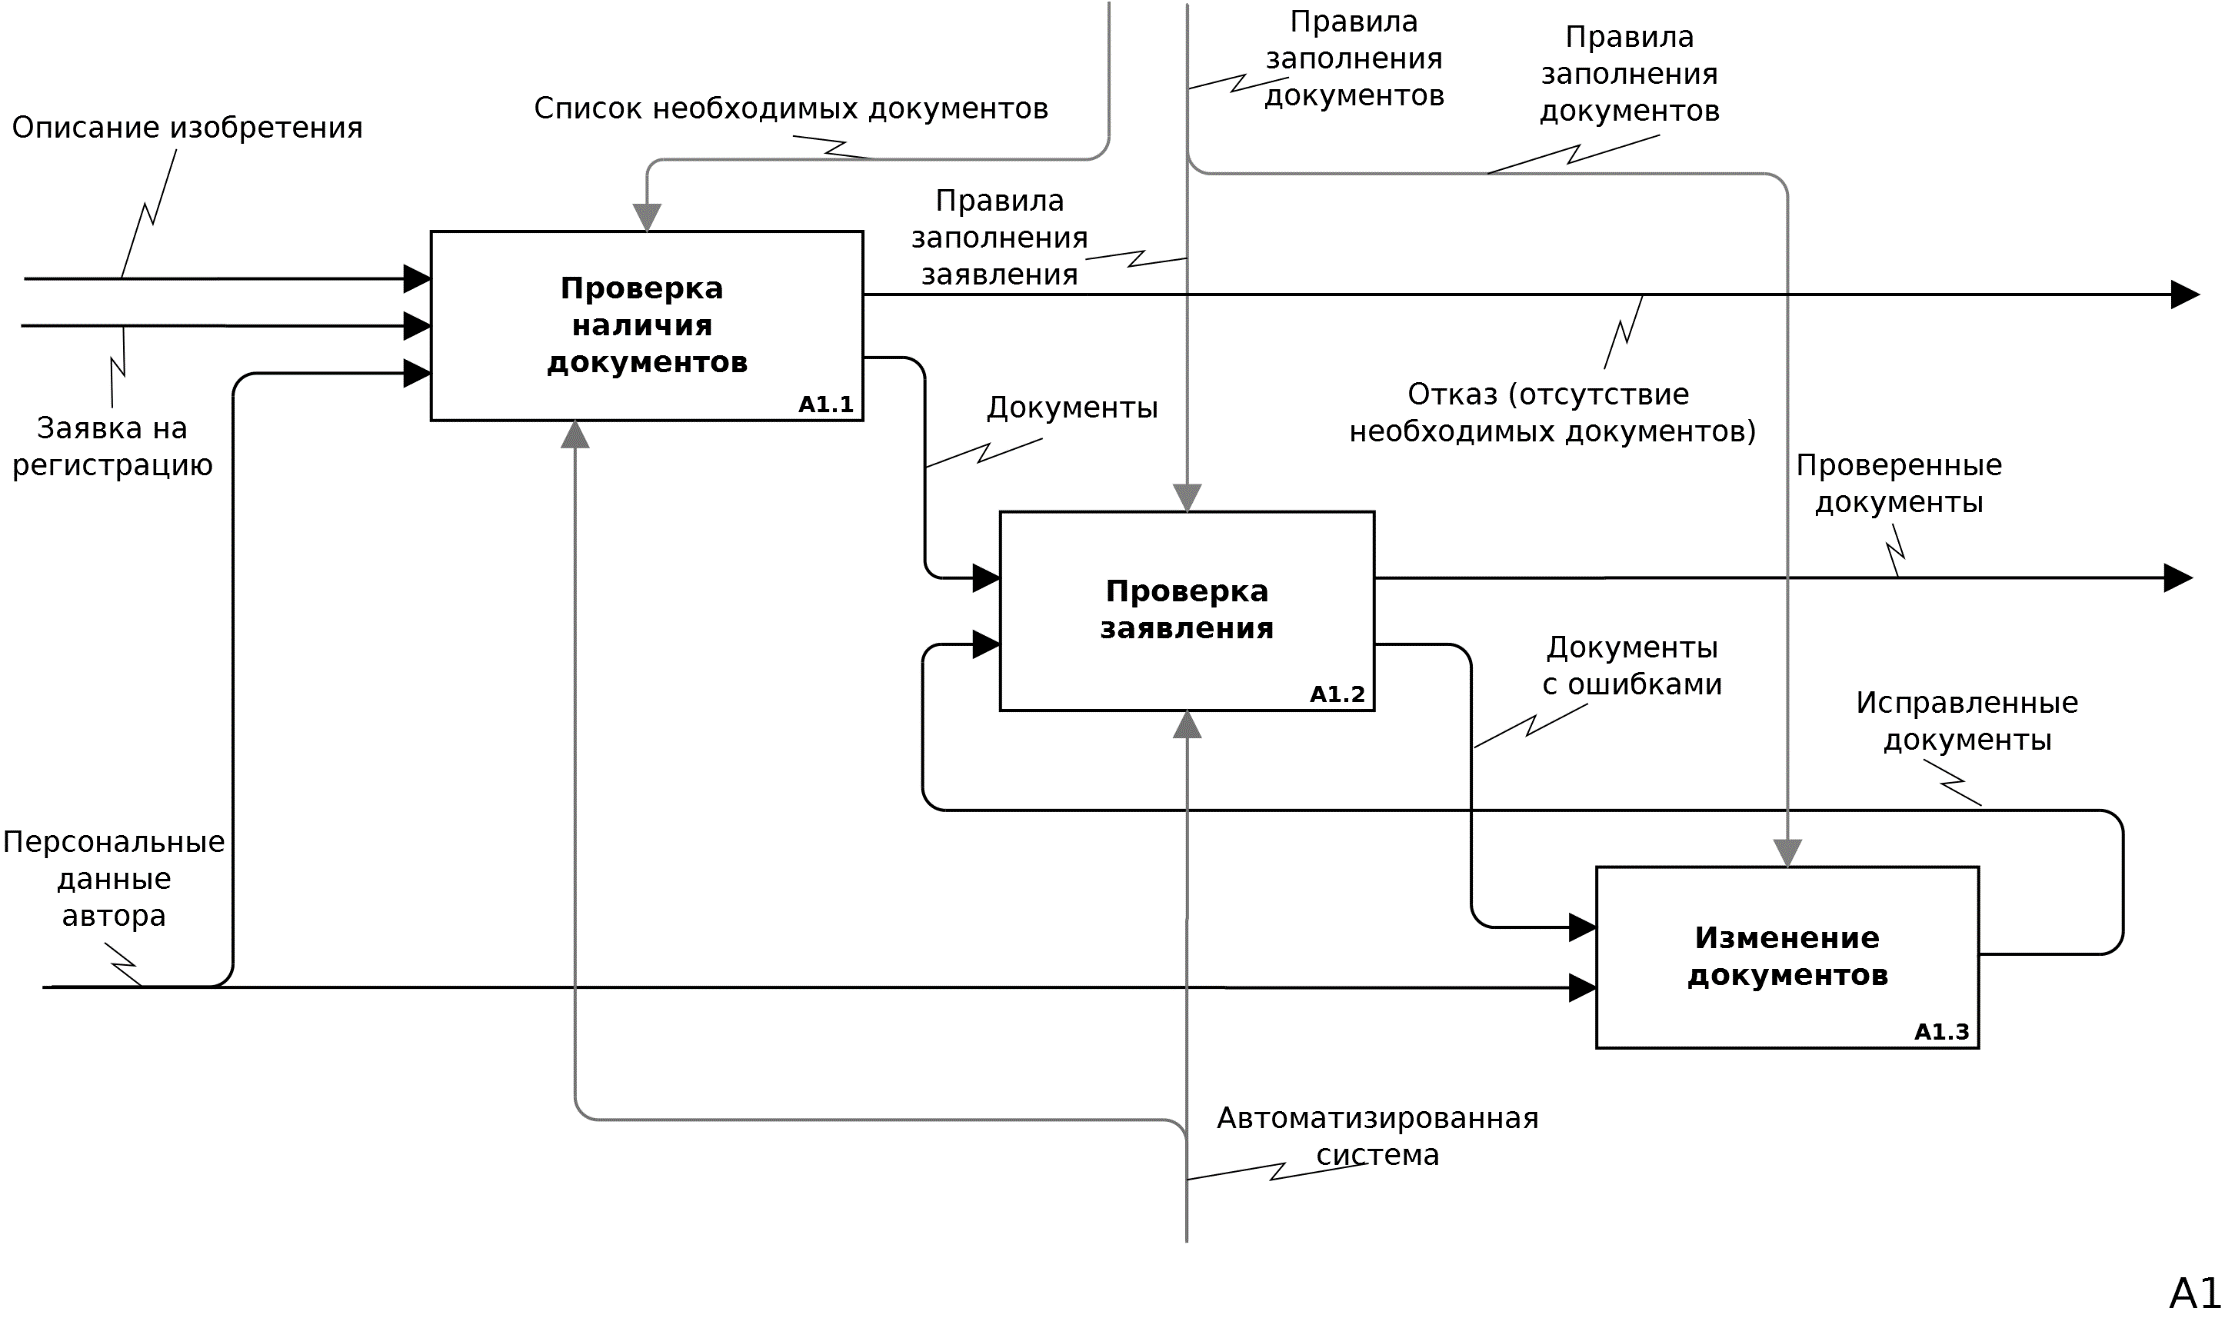 Правила
заполнения
документов
Правила
заполнения
документов
Список необходимых документов
Описание изобретения
Правила
заполнения
заявления
Проверка
наличия
документов
A1.1
Отказ (отсутствие
необходимых документов)
Документы
Заявка на
регистрацию
Проверенные
документы
Проверка
заявления
A1.2
Документы
с ошибками
Исправленные
документы
Персональные
данные
автора
Изменение
документов
A1.3
Автоматизированная
система
A1